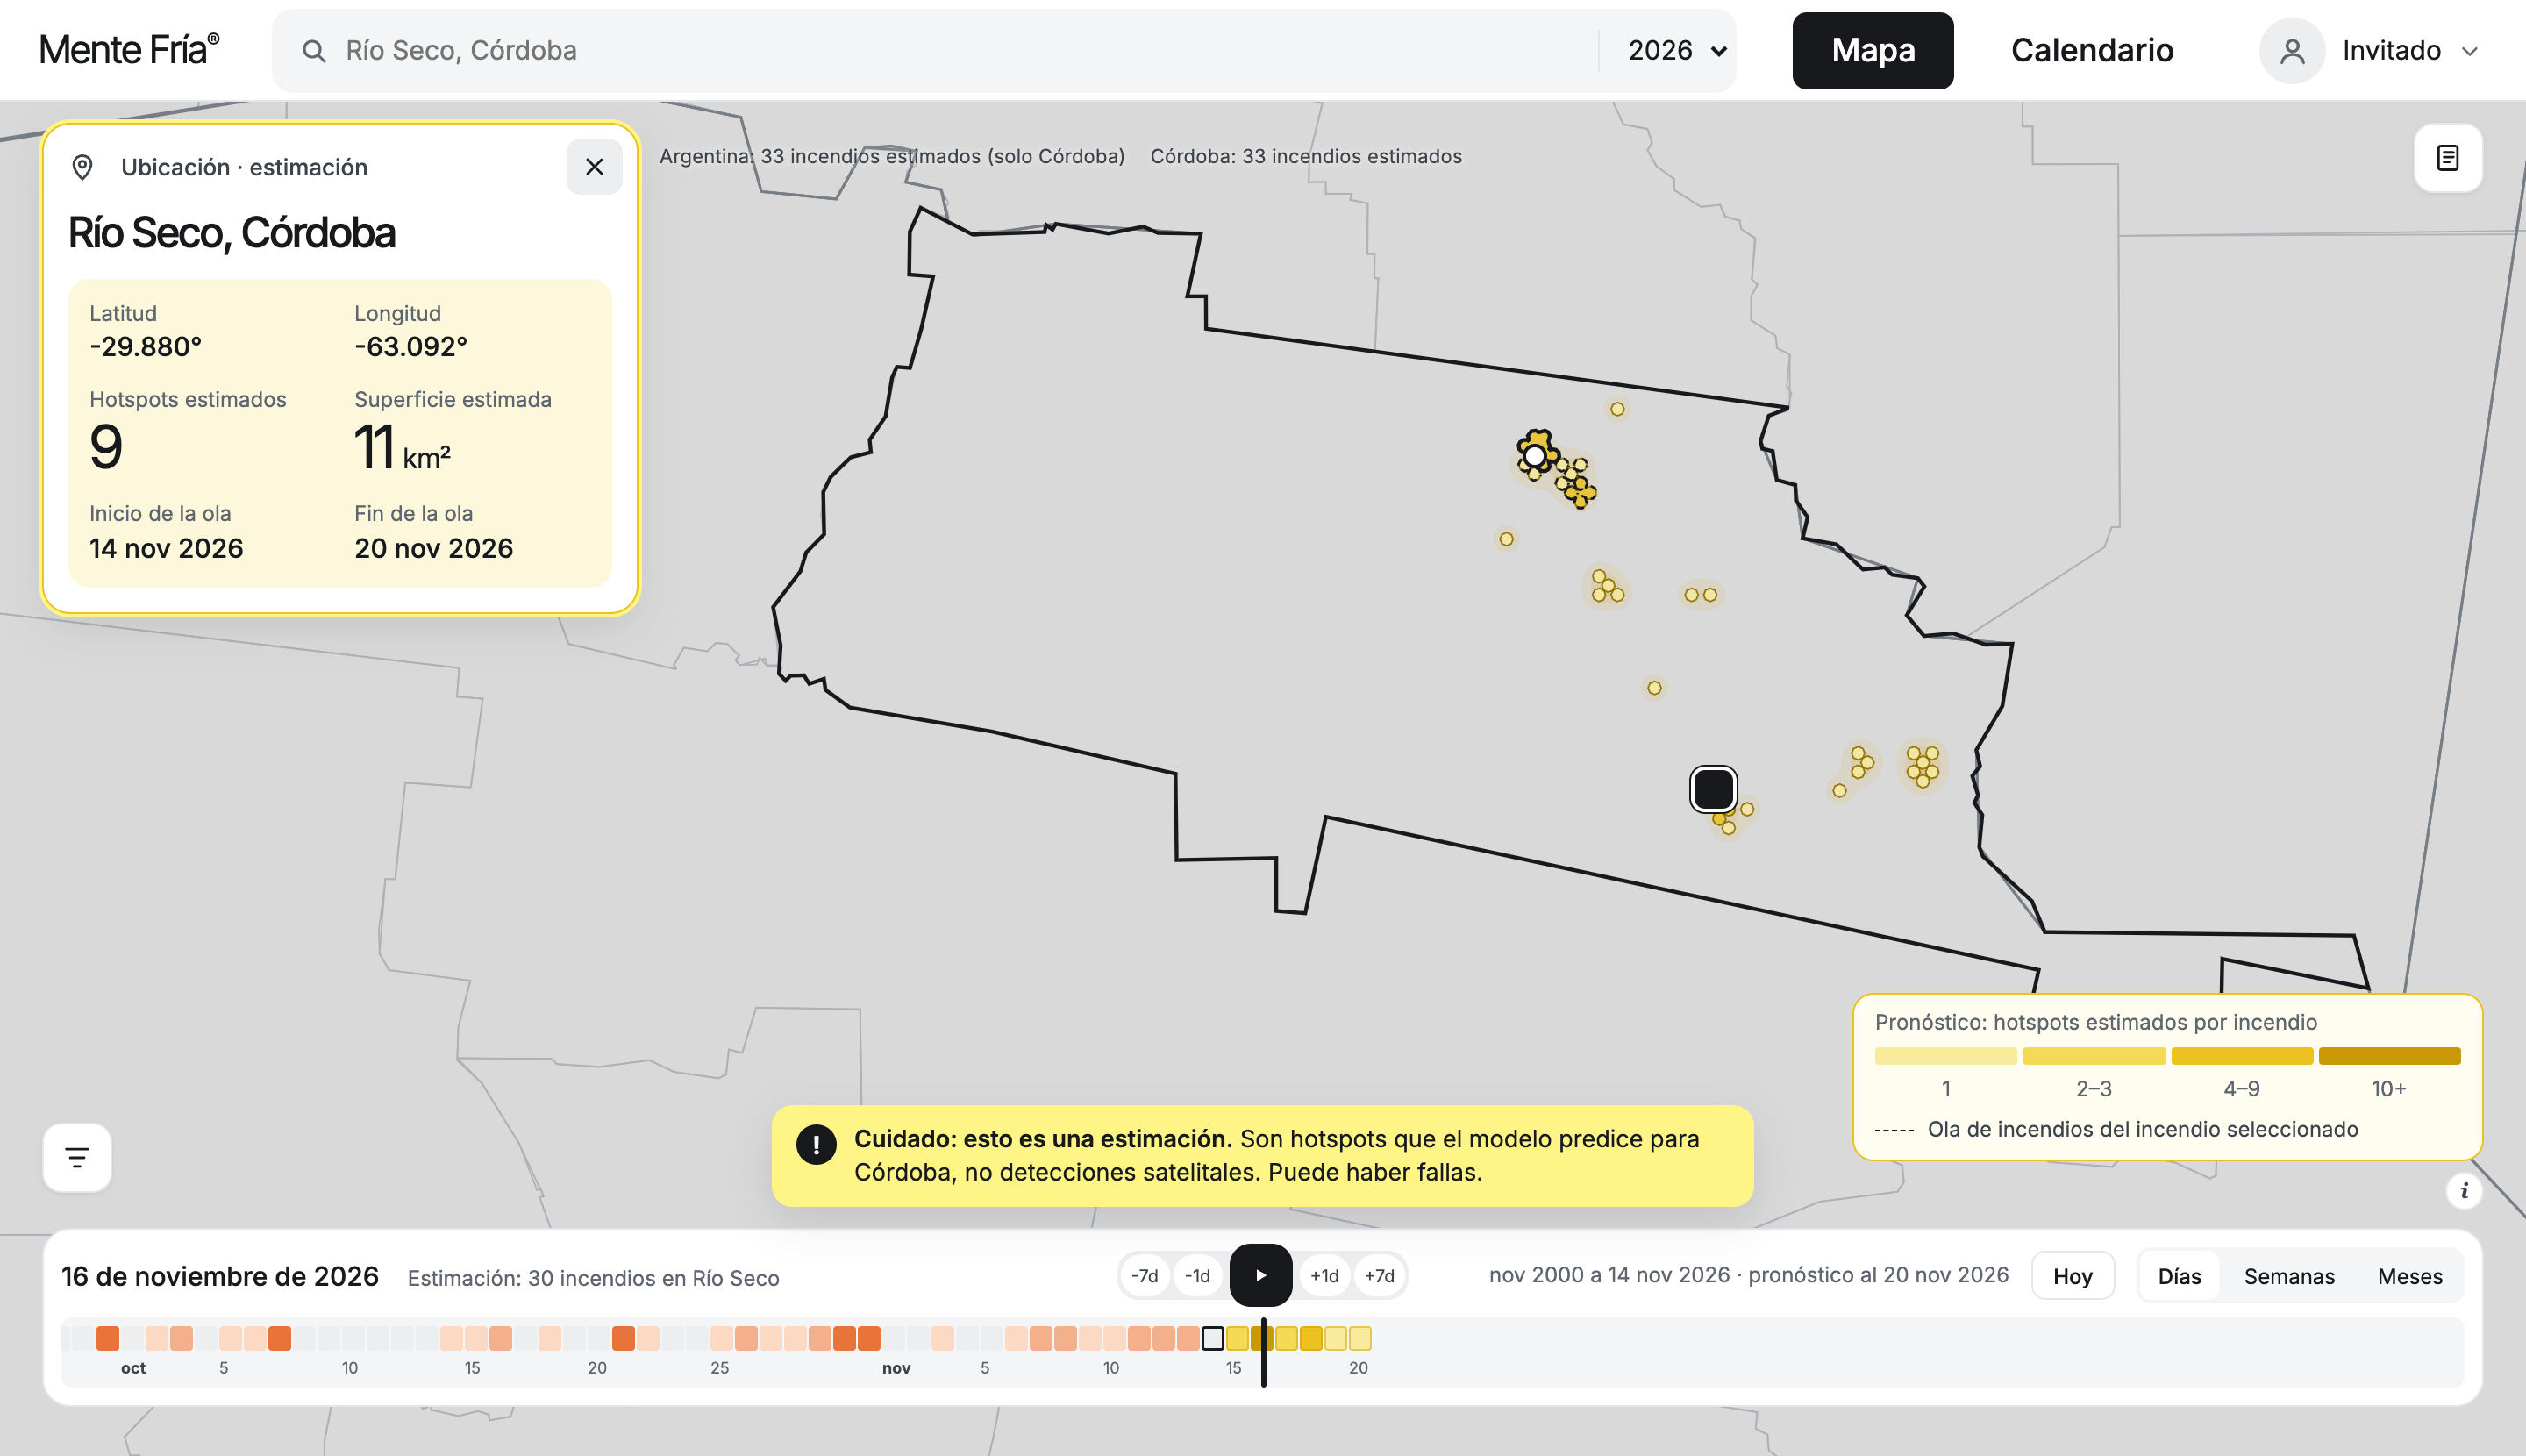 Mente Fría®
Río Seco, Córdoba
2026
Mapa
Calendario
Invitado
Ubicación · estimación
Río Seco, Córdoba
Latitud
-29.880°
Longitud
-63.092°
Hotspots estimados
9
Superficie estimada
11 km²
Inicio de la ola
14 nov 2026
Fin de la ola
20 nov 2026
Argentina: 33 incendios estimados (solo Córdoba)
Córdoba: 33 incendios estimados
Pronóstico: hotspots estimados por incendio
1 2–3 4–9 10+
----- Ola de incendios del incendio seleccionado
! Cuidado: esto es una estimación. Son hotspots que el modelo predice para
Córdoba, no detecciones satelitales. Puede haber fallas.
i
16 de noviembre de 2026
Estimación: 30 incendios en Río Seco
-7d -1d +1d +7d
nov 2000 a 14 nov 2026 · pronóstico al 20 nov 2026
Hoy
Días Semanas Meses
oct 5 10 15 20 25 nov 5 10 15 20